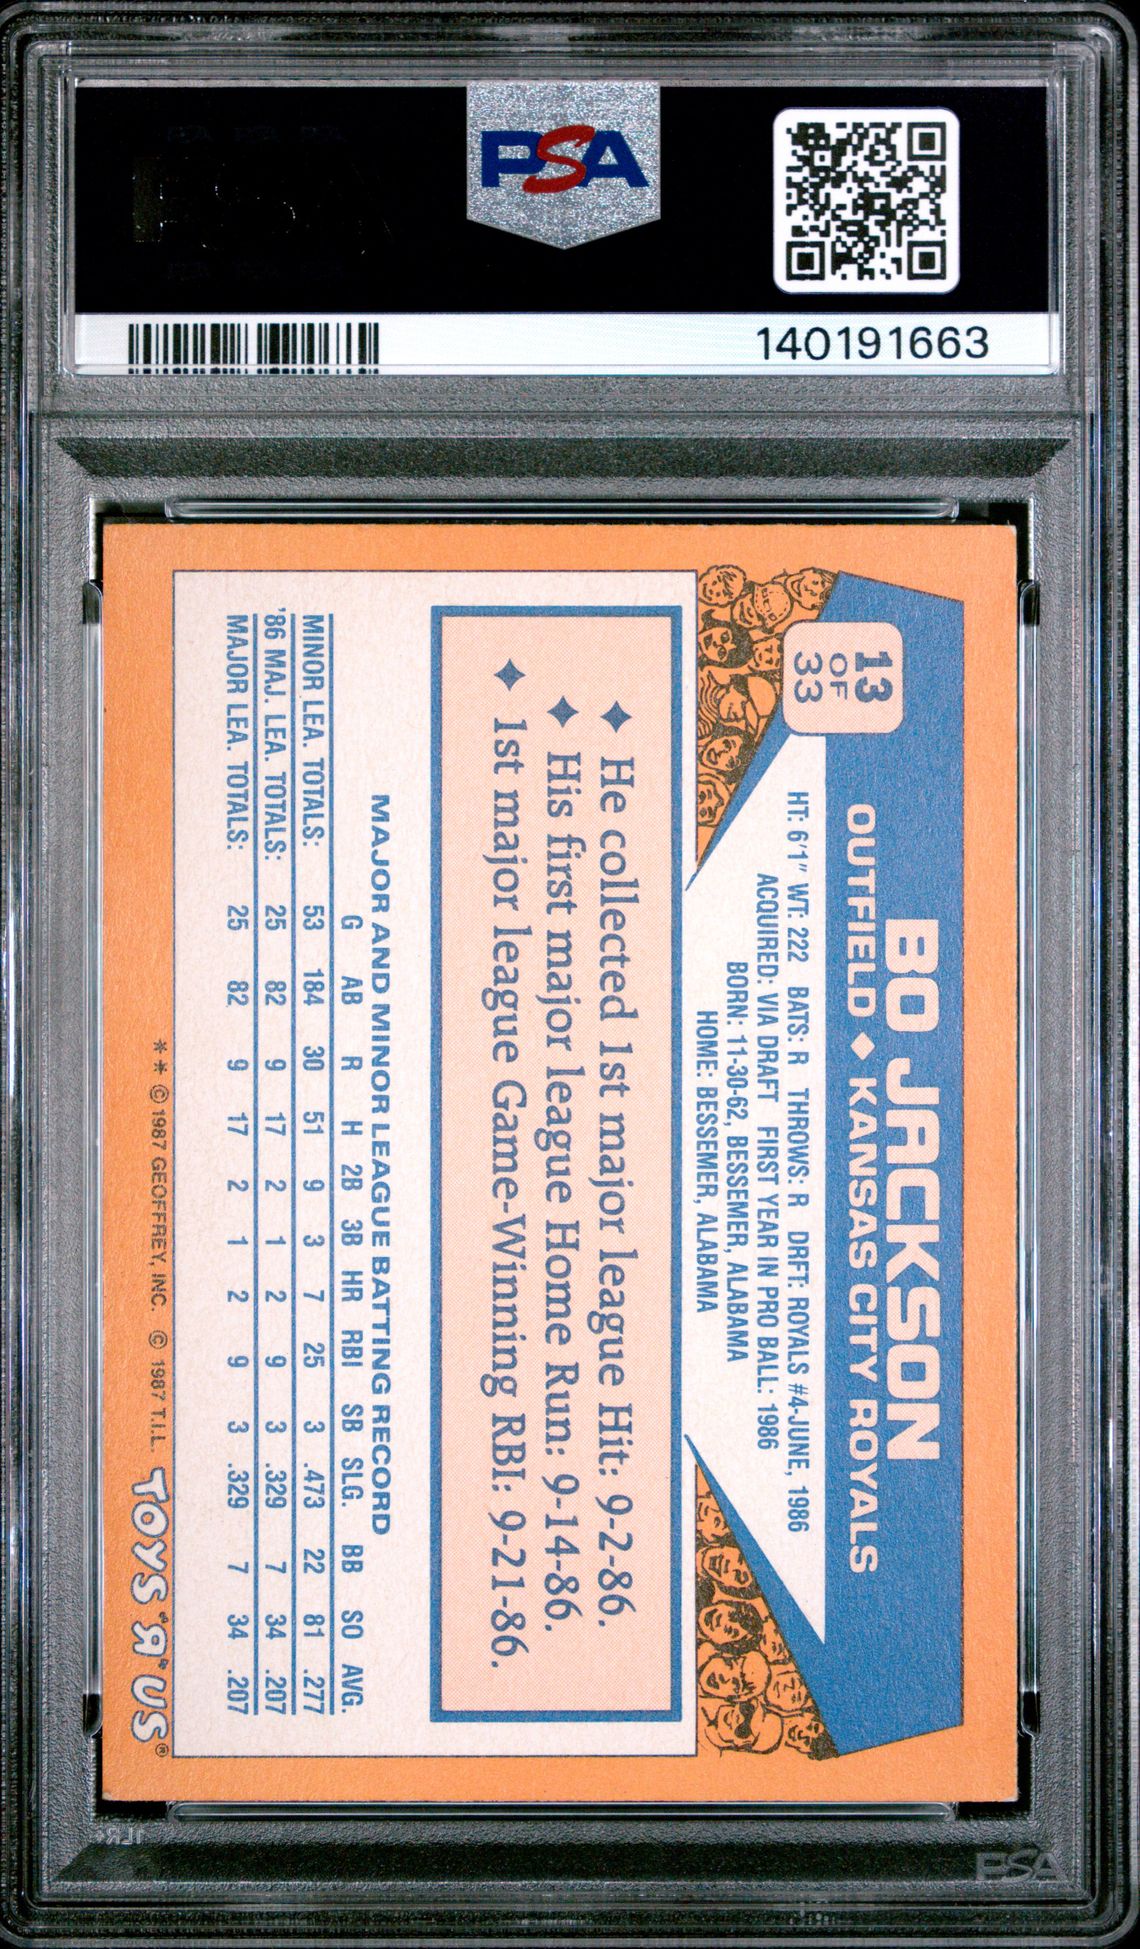 PSA
140191663
13
OF
33
BO JACKSON
OUTFIELD ◆ KANSAS CITY ROYALS
HT: 6'1" WT: 222 BATS: R THROWS: R DRFT: ROYALS #4-JUNE, 1986
ACQUIRED: VIA DRAFT FIRST YEAR IN PRO BALL: 1986
BORN: 11-30-62, BESSEMER, ALABAMA
HOME: BESSEMER, ALABAMA
✦ He collected 1st major league Hit: 9-2-86.
✦ His first major league Home Run: 9-14-86.
✦ 1st major league Game-Winning RBI: 9-21-86.
MAJOR AND MINOR LEAGUE BATTING RECORD
G AB R H 2B 3B HR RBI SB SLG. BB SO AVG.
MINOR LEA. TOTALS: 53 184 30 51 9 3 7 25 3 .473 22 81 .277
'86 MAJ. LEA. TOTALS: 25 82 9 17 2 1 2 9 3 .329 7 34 .207
MAJOR LEA. TOTALS: 25 82 9 17 2 1 2 9 3 .329 7 34 .207
** © 1987 GEOFFREY, INC. © 1987 T.I.L. TOYS "R" US®
PSA